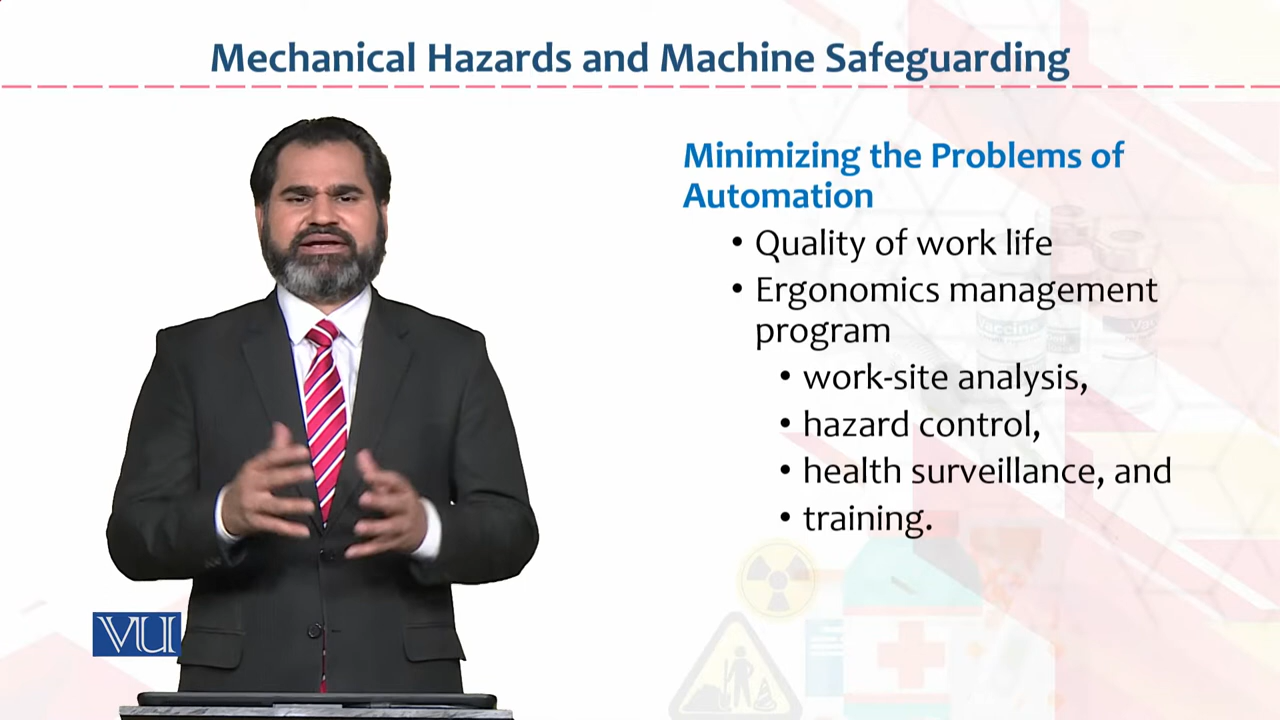 Mechanical Hazards and Machine Safeguarding
Minimizing the Problems of
Automation
• Quality of work life
• Ergonomics management
program
• work-site analysis,
• hazard control,
• health surveillance, and
• training.
Vaccine
VU